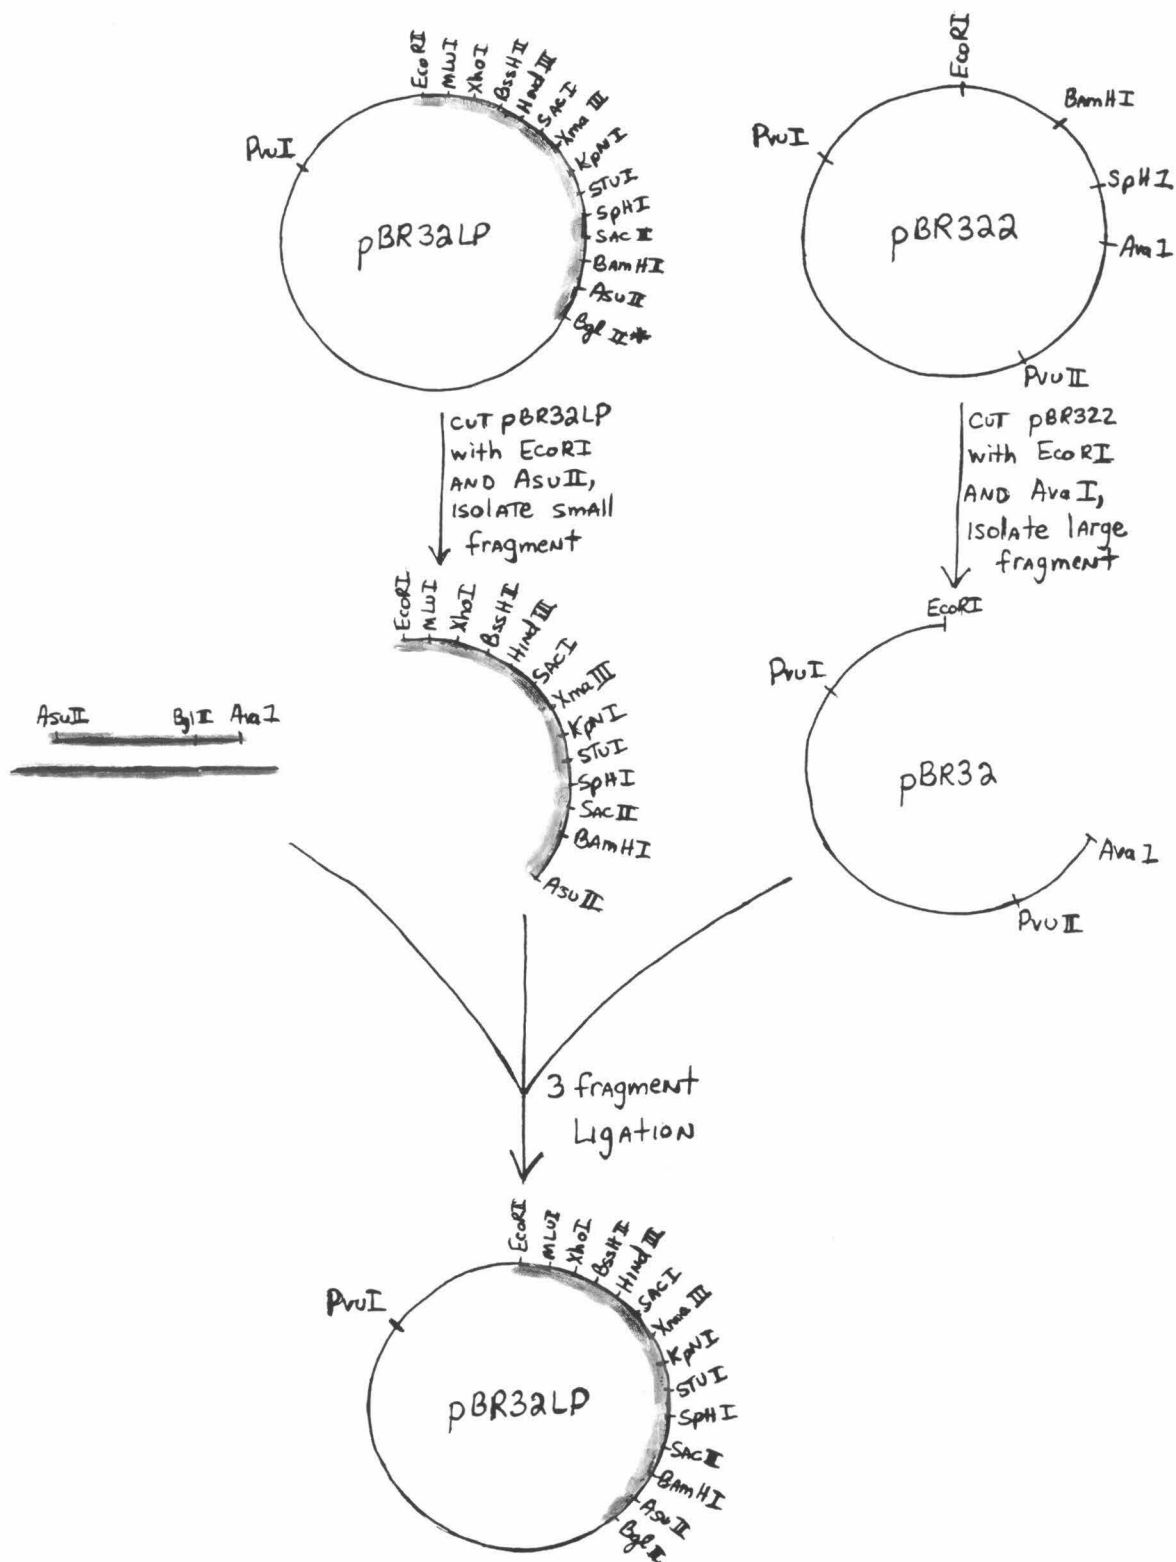 EcoRI
MluI
XhoI
BssHII
HindIII
SacI
XmaIII
KpnI
StuI
SpHI
SacII
BamHI
AsuII
Bgl II*
PvuI
pBR32LP
EcoRI
BamHI
SpHI
AvaI
PvuII
PvuI
pBR322
cut pBR32LP
with EcoRI
AND AsuII,
Isolate small
fragment
cut pBR322
with EcoRI
AND AvaI,
Isolate large
fragment
AsuII BglII AvaI
EcoRI
MluI
XhoI
BssHII
HindIII
SacI
XmaIII
KpnI
StuI
SpHI
SacII
BamHI
AsuII
EcoRI
PvuI
pBR32
AvaI
PvuII
3 fragment
Ligation
EcoRI
MluI
XhoI
BssHII
HindIII
SacI
XmaIII
KpnI
StuI
SpHI
SacII
BamHI
AsuII
BglII
PvuI
pBR32LP